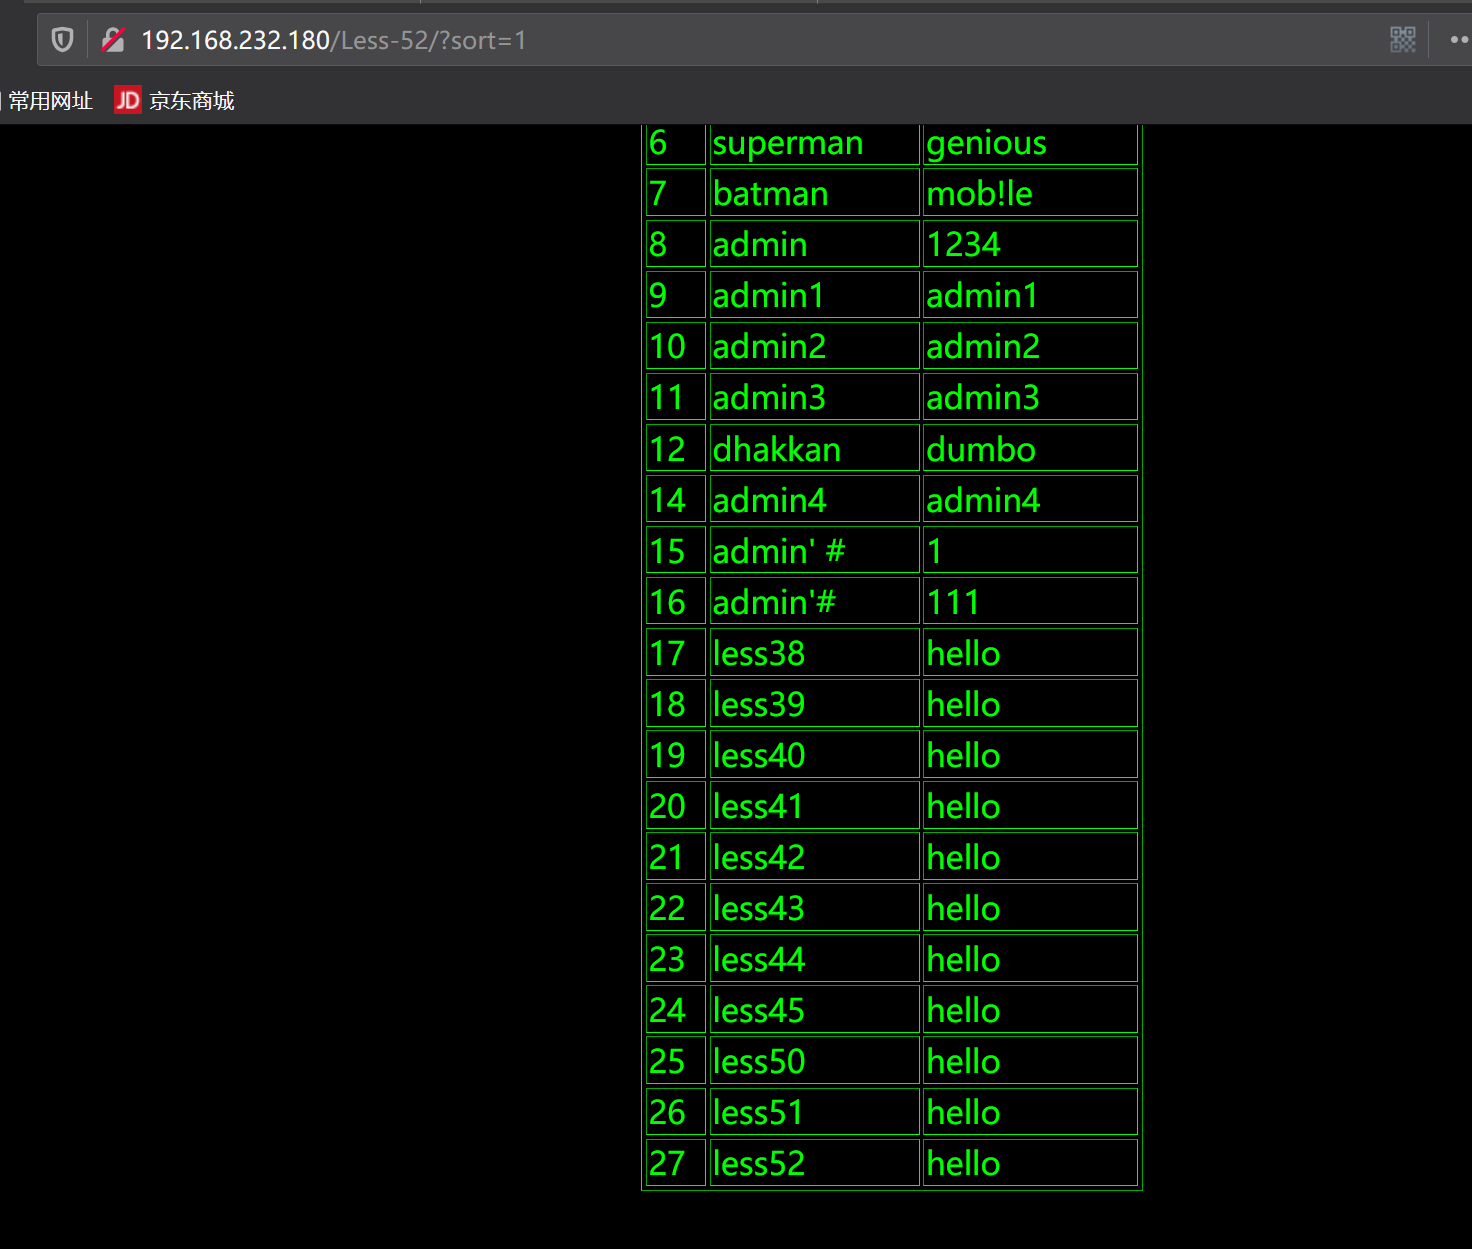 192.168.232.180/Less-52/?sort=1
常用网址 JD 京东商城
6 superman genious
7 batman mob!le
8 admin 1234
9 admin1 admin1
10 admin2 admin2
11 admin3 admin3
12 dhakkan dumbo
14 admin4 admin4
15 admin' # 1
16 admin'# 111
17 less38 hello
18 less39 hello
19 less40 hello
20 less41 hello
21 less42 hello
22 less43 hello
23 less44 hello
24 less45 hello
25 less50 hello
26 less51 hello
27 less52 hello